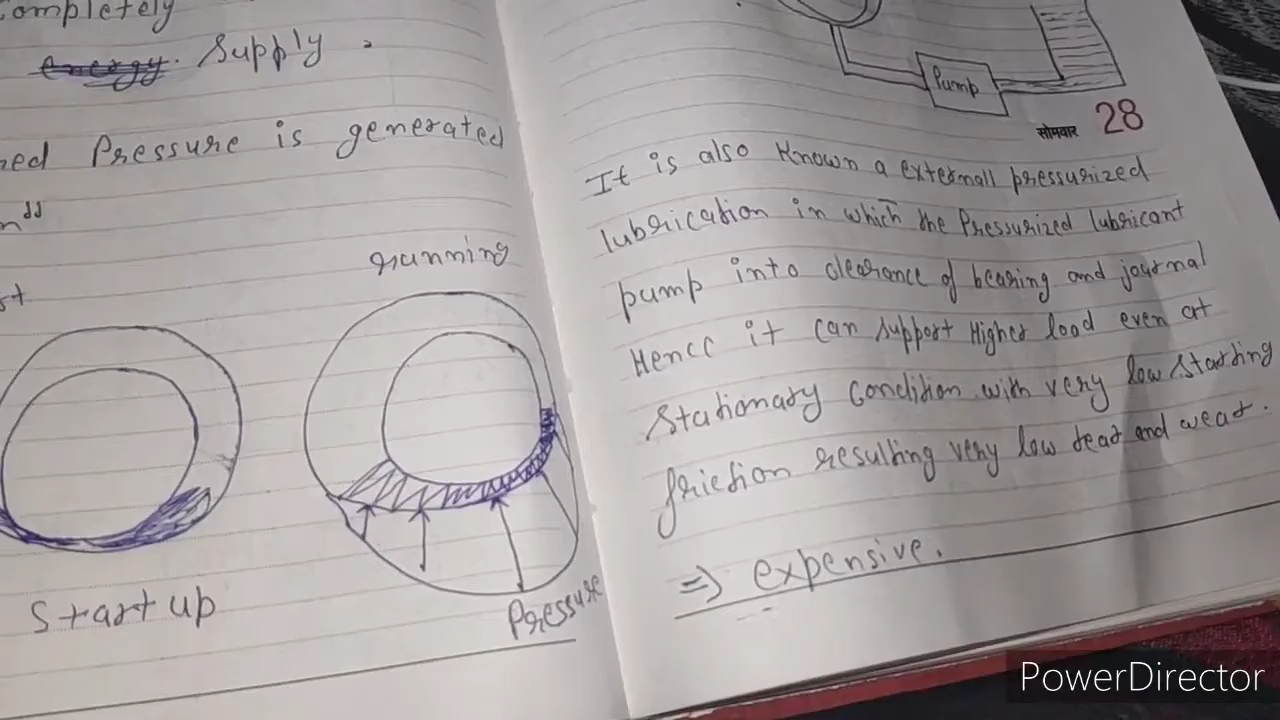 completely
energy. Supply.
Pressure is generated
running
Start up
Pressure
Pump
सोमवार 28
It is also known a externall pressurized
lubrication in which the Pressurized lubricant
pump into clearance of bearing and journal
Hence it can support Higher load even at
Stationary Condition with very low starting
friction resulting very low tear and wear.
=> expensive.
PowerDirector